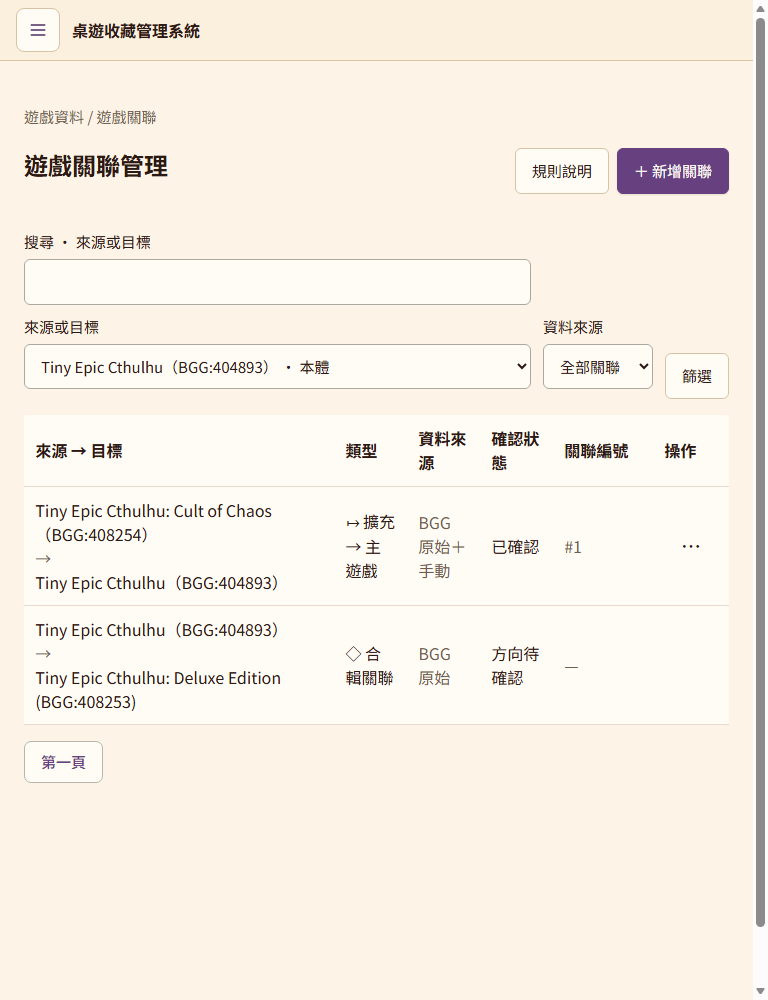 桌遊收藏管理系統
遊戲資料 / 遊戲關聯
遊戲關聯管理
規則說明
＋ 新增關聯
搜尋 · 來源或目標
來源或目標
資料來源
Tiny Epic Cthulhu（BGG:404893） · 本體
全部關聯
篩選
來源 → 目標
類型
資料來
源
確認狀
態
關聯編號
操作
Tiny Epic Cthulhu: Cult of Chaos
（BGG:408254）
→
Tiny Epic Cthulhu（BGG:404893）
↦ 擴充
→ 主
遊戲
BGG
原始＋
手動
已確認
#1
···
Tiny Epic Cthulhu（BGG:404893）
→
Tiny Epic Cthulhu: Deluxe Edition
(BGG:408253)
◇ 合
輯關聯
BGG
原始
方向待
確認
—
第一頁